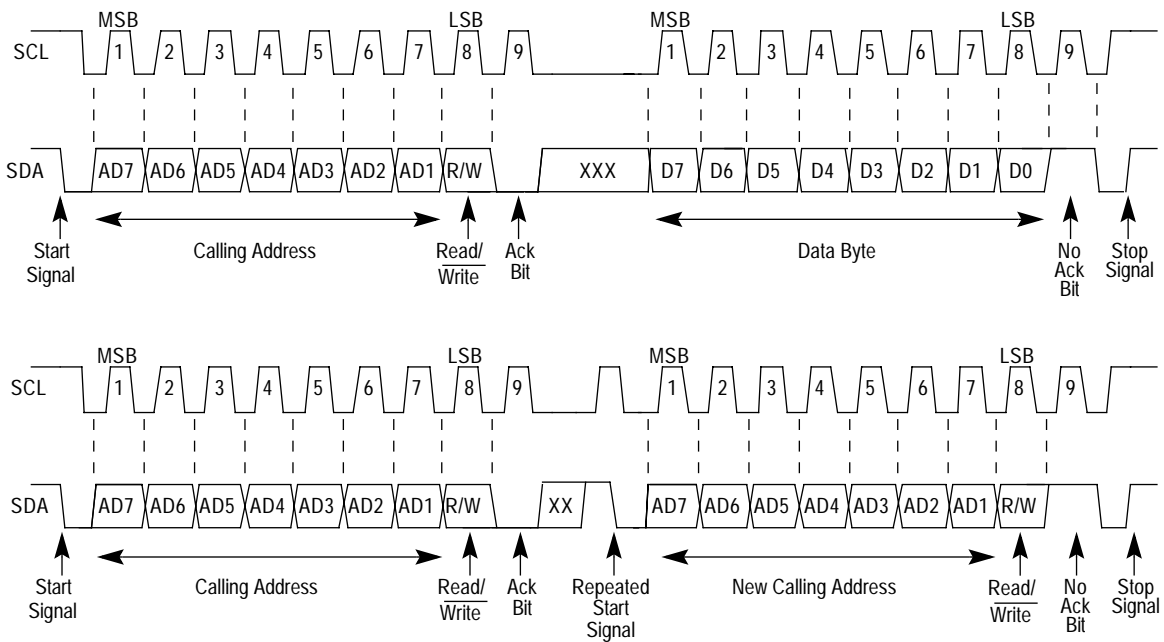 MSB LSB MSB LSB
SCL 1 2 3 4 5 6 7 8 9 1 2 3 4 5 6 7 8 9
SDA AD7 AD6 AD5 AD4 AD3 AD2 AD1 R/W XXX D7 D6 D5 D4 D3 D2 D1 D0
Start
Signal
Calling Address
Read/
Write
Ack
Bit
Data Byte
No
Ack
Bit
Stop
Signal
MSB LSB MSB LSB
SCL 1 2 3 4 5 6 7 8 9 1 2 3 4 5 6 7 8 9
SDA AD7 AD6 AD5 AD4 AD3 AD2 AD1 R/W XX AD7 AD6 AD5 AD4 AD3 AD2 AD1 R/W
Start
Signal
Calling Address
Read/
Write
Ack
Bit
Repeated
Start
Signal
New Calling Address
Read/
Write
No
Ack
Bit
Stop
Signal